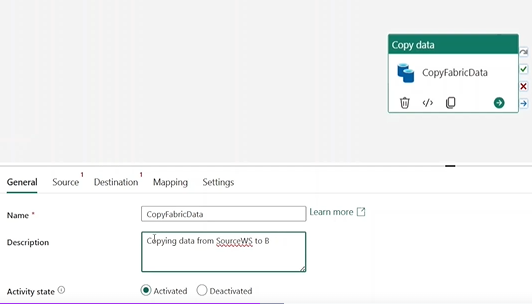 Copy data
CopyFabricData
General Source 1 Destination 1 Mapping Settings
Name * CopyFabricData Learn more
Description Copying data from SourceWS to B
Activity state Activated Deactivated